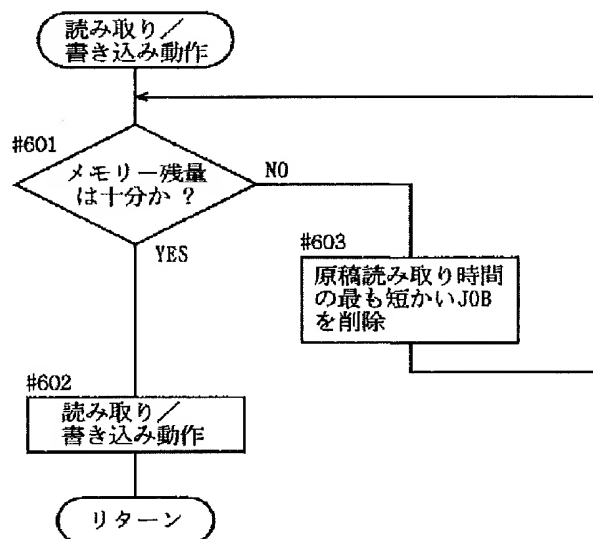 読み取り／
書き込み動作
#601
メモリー残量
は十分か？
NO
YES
#603
原稿読み取り時間
の最も短かいJOB
を削除
#602
読み取り／
書き込み動作
リターン